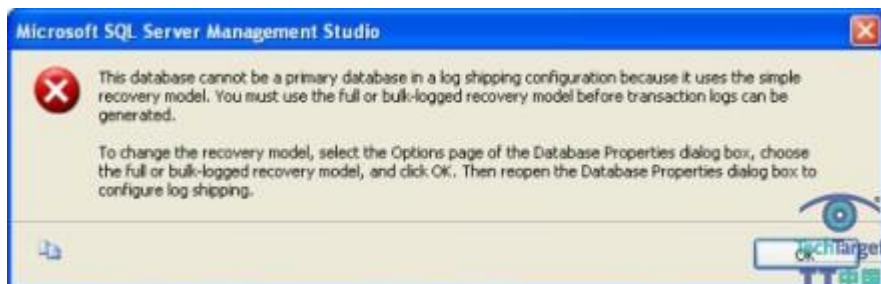 Microsoft SQL Server Management Studio
This database cannot be a primary database in a log shipping configuration because it uses the simple
recovery model. You must use the full or bulk-logged recovery model before transaction logs can be
generated.
To change the recovery model, select the Options page of the Database Properties dialog box, choose
the full or bulk-logged recovery model, and click OK. Then reopen the Database Properties dialog box to
configure log shipping.
OK
TechTarget
TT中国